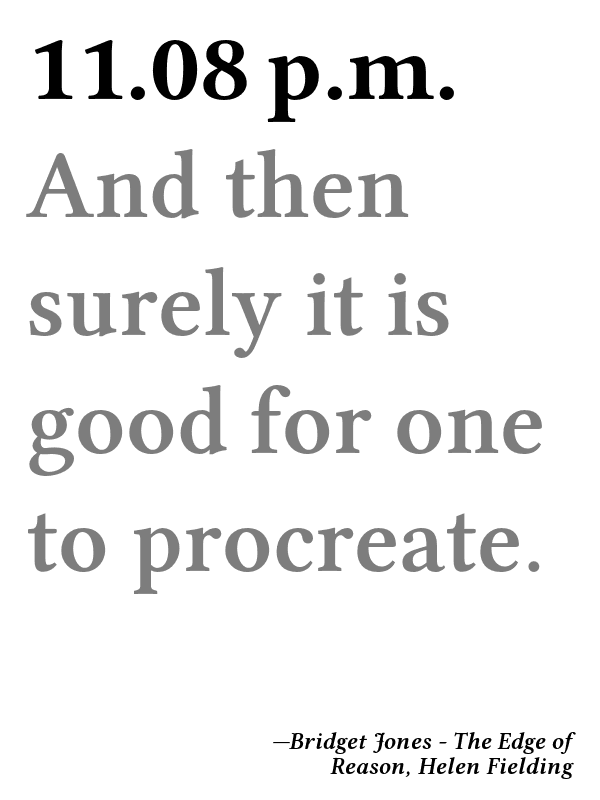 11.08 p.m.
And then
surely it is
good for one
to procreate.
—Bridget Jones - The Edge of
Reason, Helen Fielding